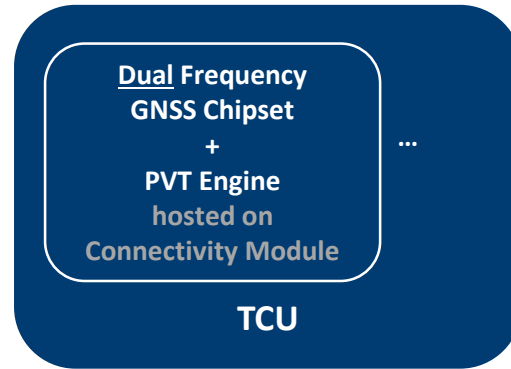 Dual Frequency
GNSS Chipset
+
PVT Engine
hosted on
Connectivity Module
...
TCU